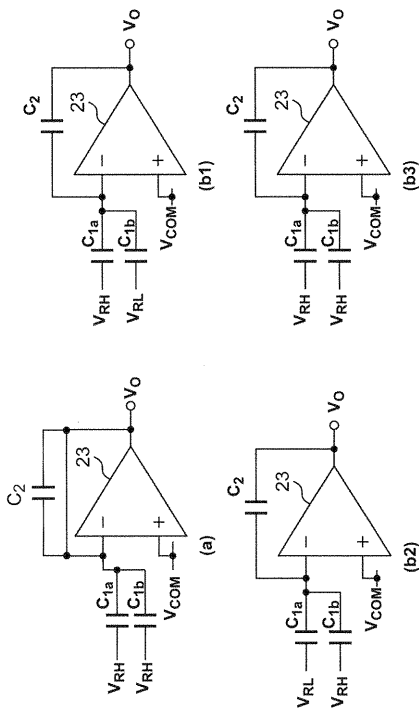 C2
23
C1a
VRH
VO
C1b
VRH
VCOM
(a)
C2
23
C1a
VRH
VO
C1b
VRL
VCOM
(b1)
C2
23
C1a
VRL
VO
C1b
VRH
VCOM
(b2)
C2
23
C1a
VRH
VO
C1b
VRH
VCOM
(b3)